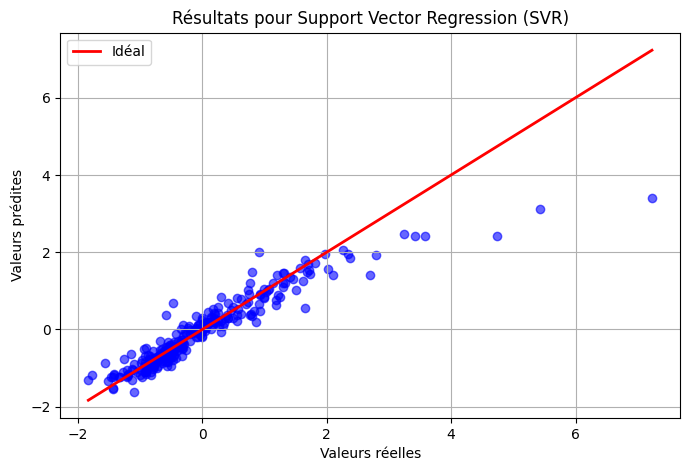 Résultats pour Support Vector Regression (SVR)
Idéal
Valeurs prédites
6
4
2
0
−2
−2
0
2
4
6
Valeurs réelles